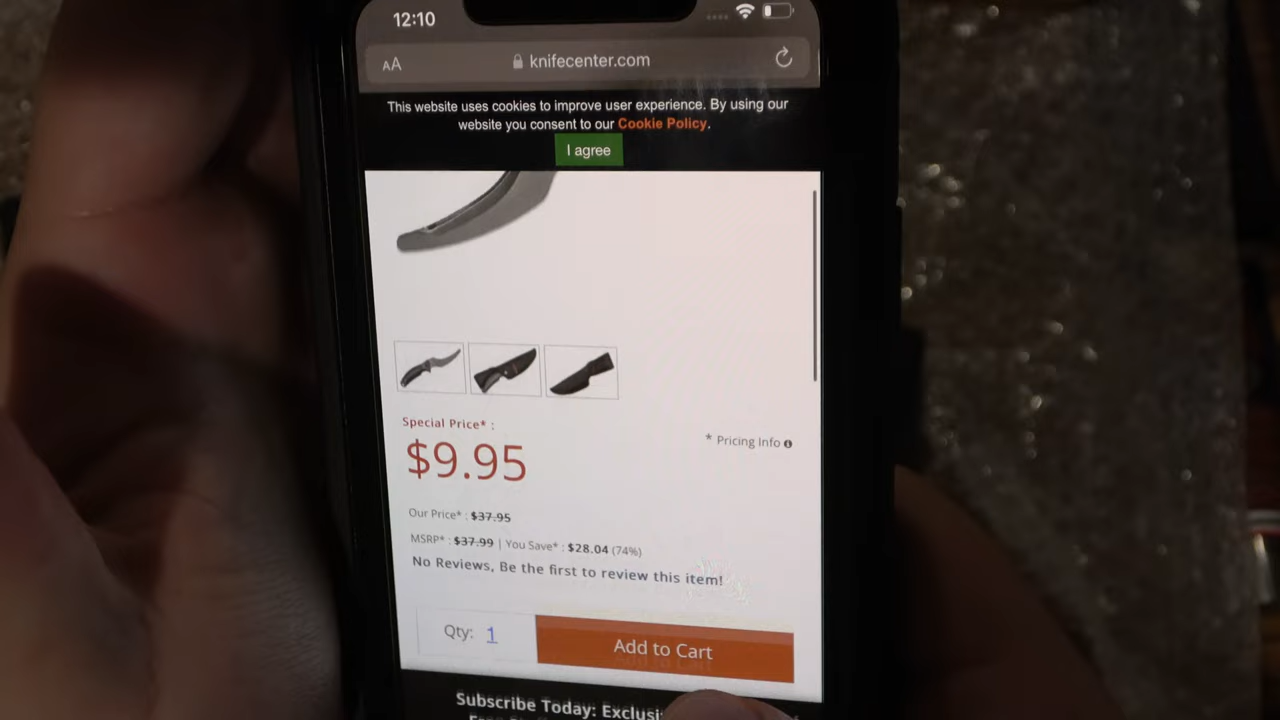 12:10
AA knifecenter.com
This website uses cookies to improve user experience. By using our
website you consent to our Cookie Policy.
I agree
Special Price* :
* Pricing Info
$9.95
Our Price* : $37.95
MSRP* : $37.99 | You Save* : $28.04 (74%)
No Reviews, Be the first to review this item!
Qty: 1
Add to Cart
Subscribe Today: